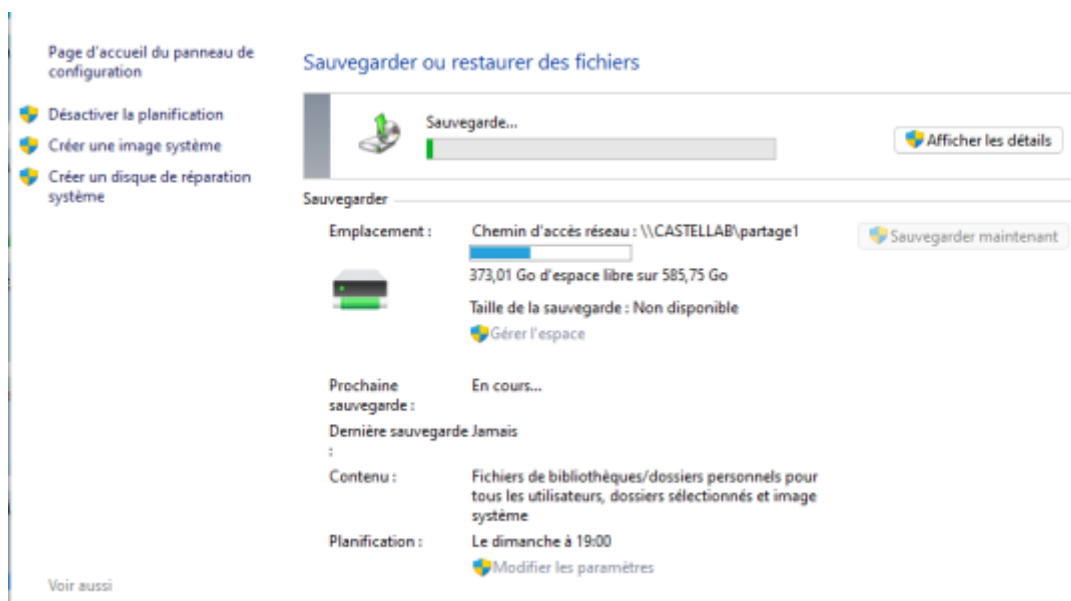 Page d'accueil du panneau de
configuration
Désactiver la planification
Créer une image système
Créer un disque de réparation
système
Voir aussi
Sauvegarder ou restaurer des fichiers
Sauvegarde...
Afficher les détails
Sauvegarder
Emplacement :
Chemin d'accès réseau : \\CASTELLAB\partage1
Sauvegarder maintenant
373,01 Go d'espace libre sur 585,75 Go
Taille de la sauvegarde : Non disponible
Gérer l'espace
Prochaine
sauvegarde :
En cours...
Dernière sauvegarde
:
Jamais
Contenu :
Fichiers de bibliothèques/dossiers personnels pour
tous les utilisateurs, dossiers sélectionnés et image
système
Planification :
Le dimanche à 19:00
Modifier les paramètres